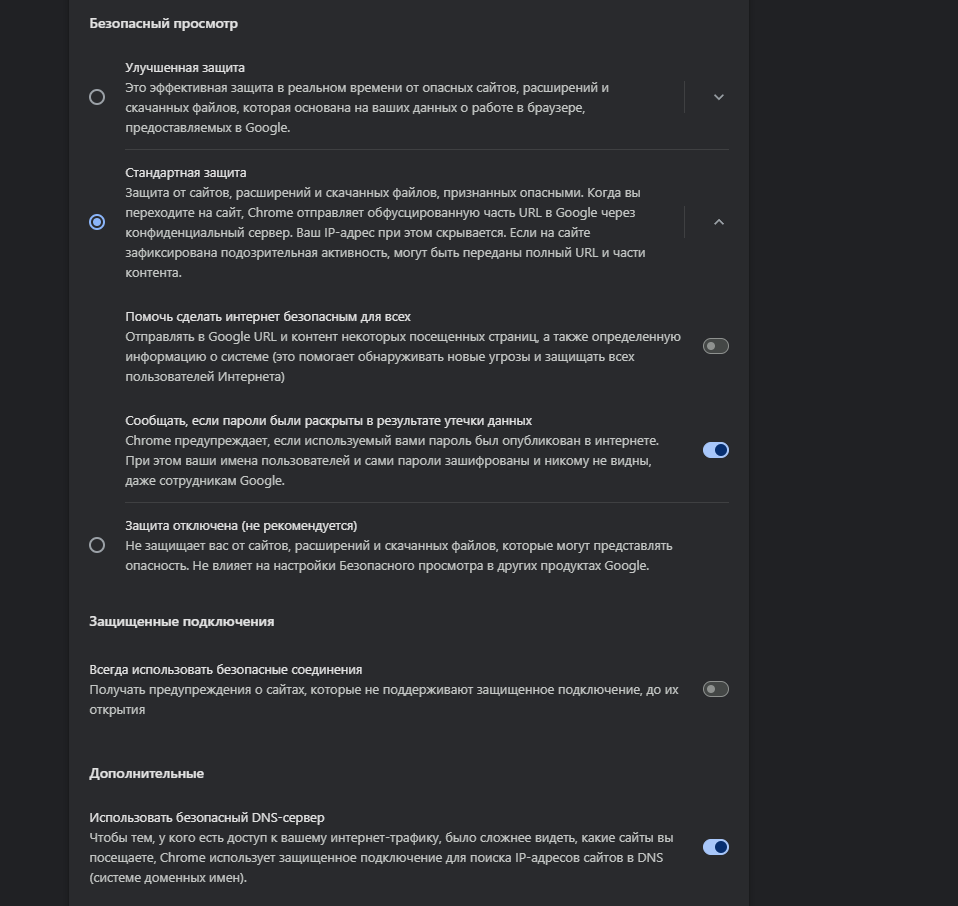 Безопасный просмотр
Улучшенная защита
Это эффективная защита в реальном времени от опасных сайтов, расширений и
скачанных файлов, которая основана на ваших данных о работе в браузере,
предоставляемых в Google.
Стандартная защита
Защита от сайтов, расширений и скачанных файлов, признанных опасными. Когда вы
переходите на сайт, Chrome отправляет обфусцированную часть URL в Google через
конфиденциальный сервер. Ваш IP-адрес при этом скрывается. Если на сайте
зафиксирована подозрительная активность, могут быть переданы полный URL и части
контента.
Помочь сделать интернет безопасным для всех
Отправлять в Google URL и контент некоторых посещенных страниц, а также определенную
информацию о системе (это помогает обнаруживать новые угрозы и защищать всех
пользователей Интернета)
Сообщать, если пароли были раскрыты в результате утечки данных
Chrome предупреждает, если используемый вами пароль был опубликован в интернете.
При этом ваши имена пользователей и сами пароли зашифрованы и никому не видны,
даже сотрудникам Google.
Защита отключена (не рекомендуется)
Не защищает вас от сайтов, расширений и скачанных файлов, которые могут представлять
опасность. Не влияет на настройки Безопасного просмотра в других продуктах Google.
Защищенные подключения
Всегда использовать безопасные соединения
Получать предупреждения о сайтах, которые не поддерживают защищенное подключение, до их
открытия
Дополнительные
Использовать безопасный DNS-сервер
Чтобы тем, у кого есть доступ к вашему интернет-трафику, было сложнее видеть, какие сайты вы
посещаете, Chrome использует защищенное подключение для поиска IP-адресов сайтов в DNS
(системе доменных имен).